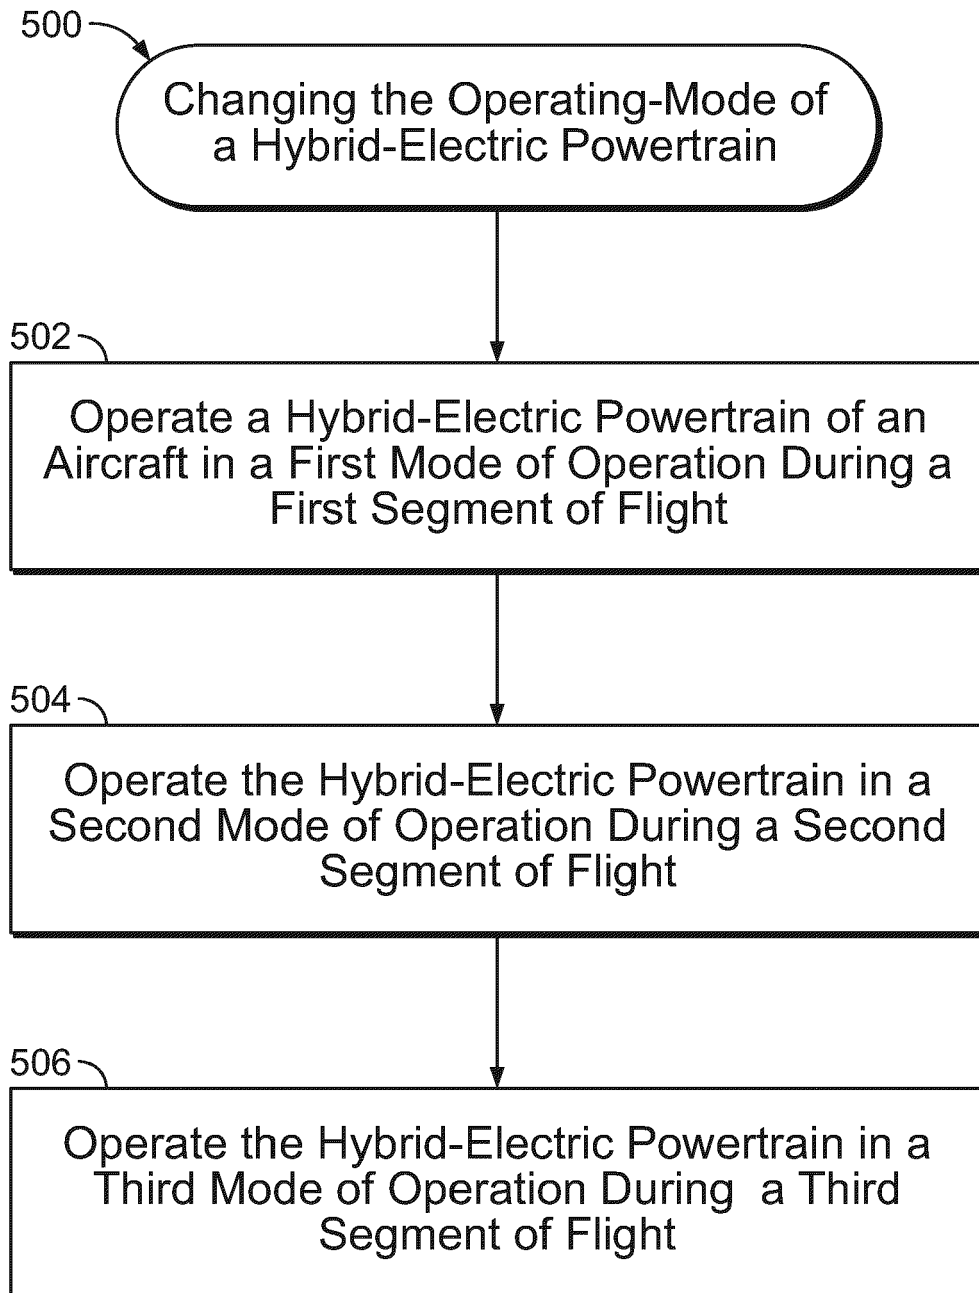 500
Changing the Operating-Mode of
a Hybrid-Electric Powertrain
502
Operate a Hybrid-Electric Powertrain of an
Aircraft in a First Mode of Operation During a
First Segment of Flight
504
Operate the Hybrid-Electric Powertrain in a
Second Mode of Operation During a Second
Segment of Flight
506
Operate the Hybrid-Electric Powertrain in a
Third Mode of Operation During  a Third
Segment of Flight